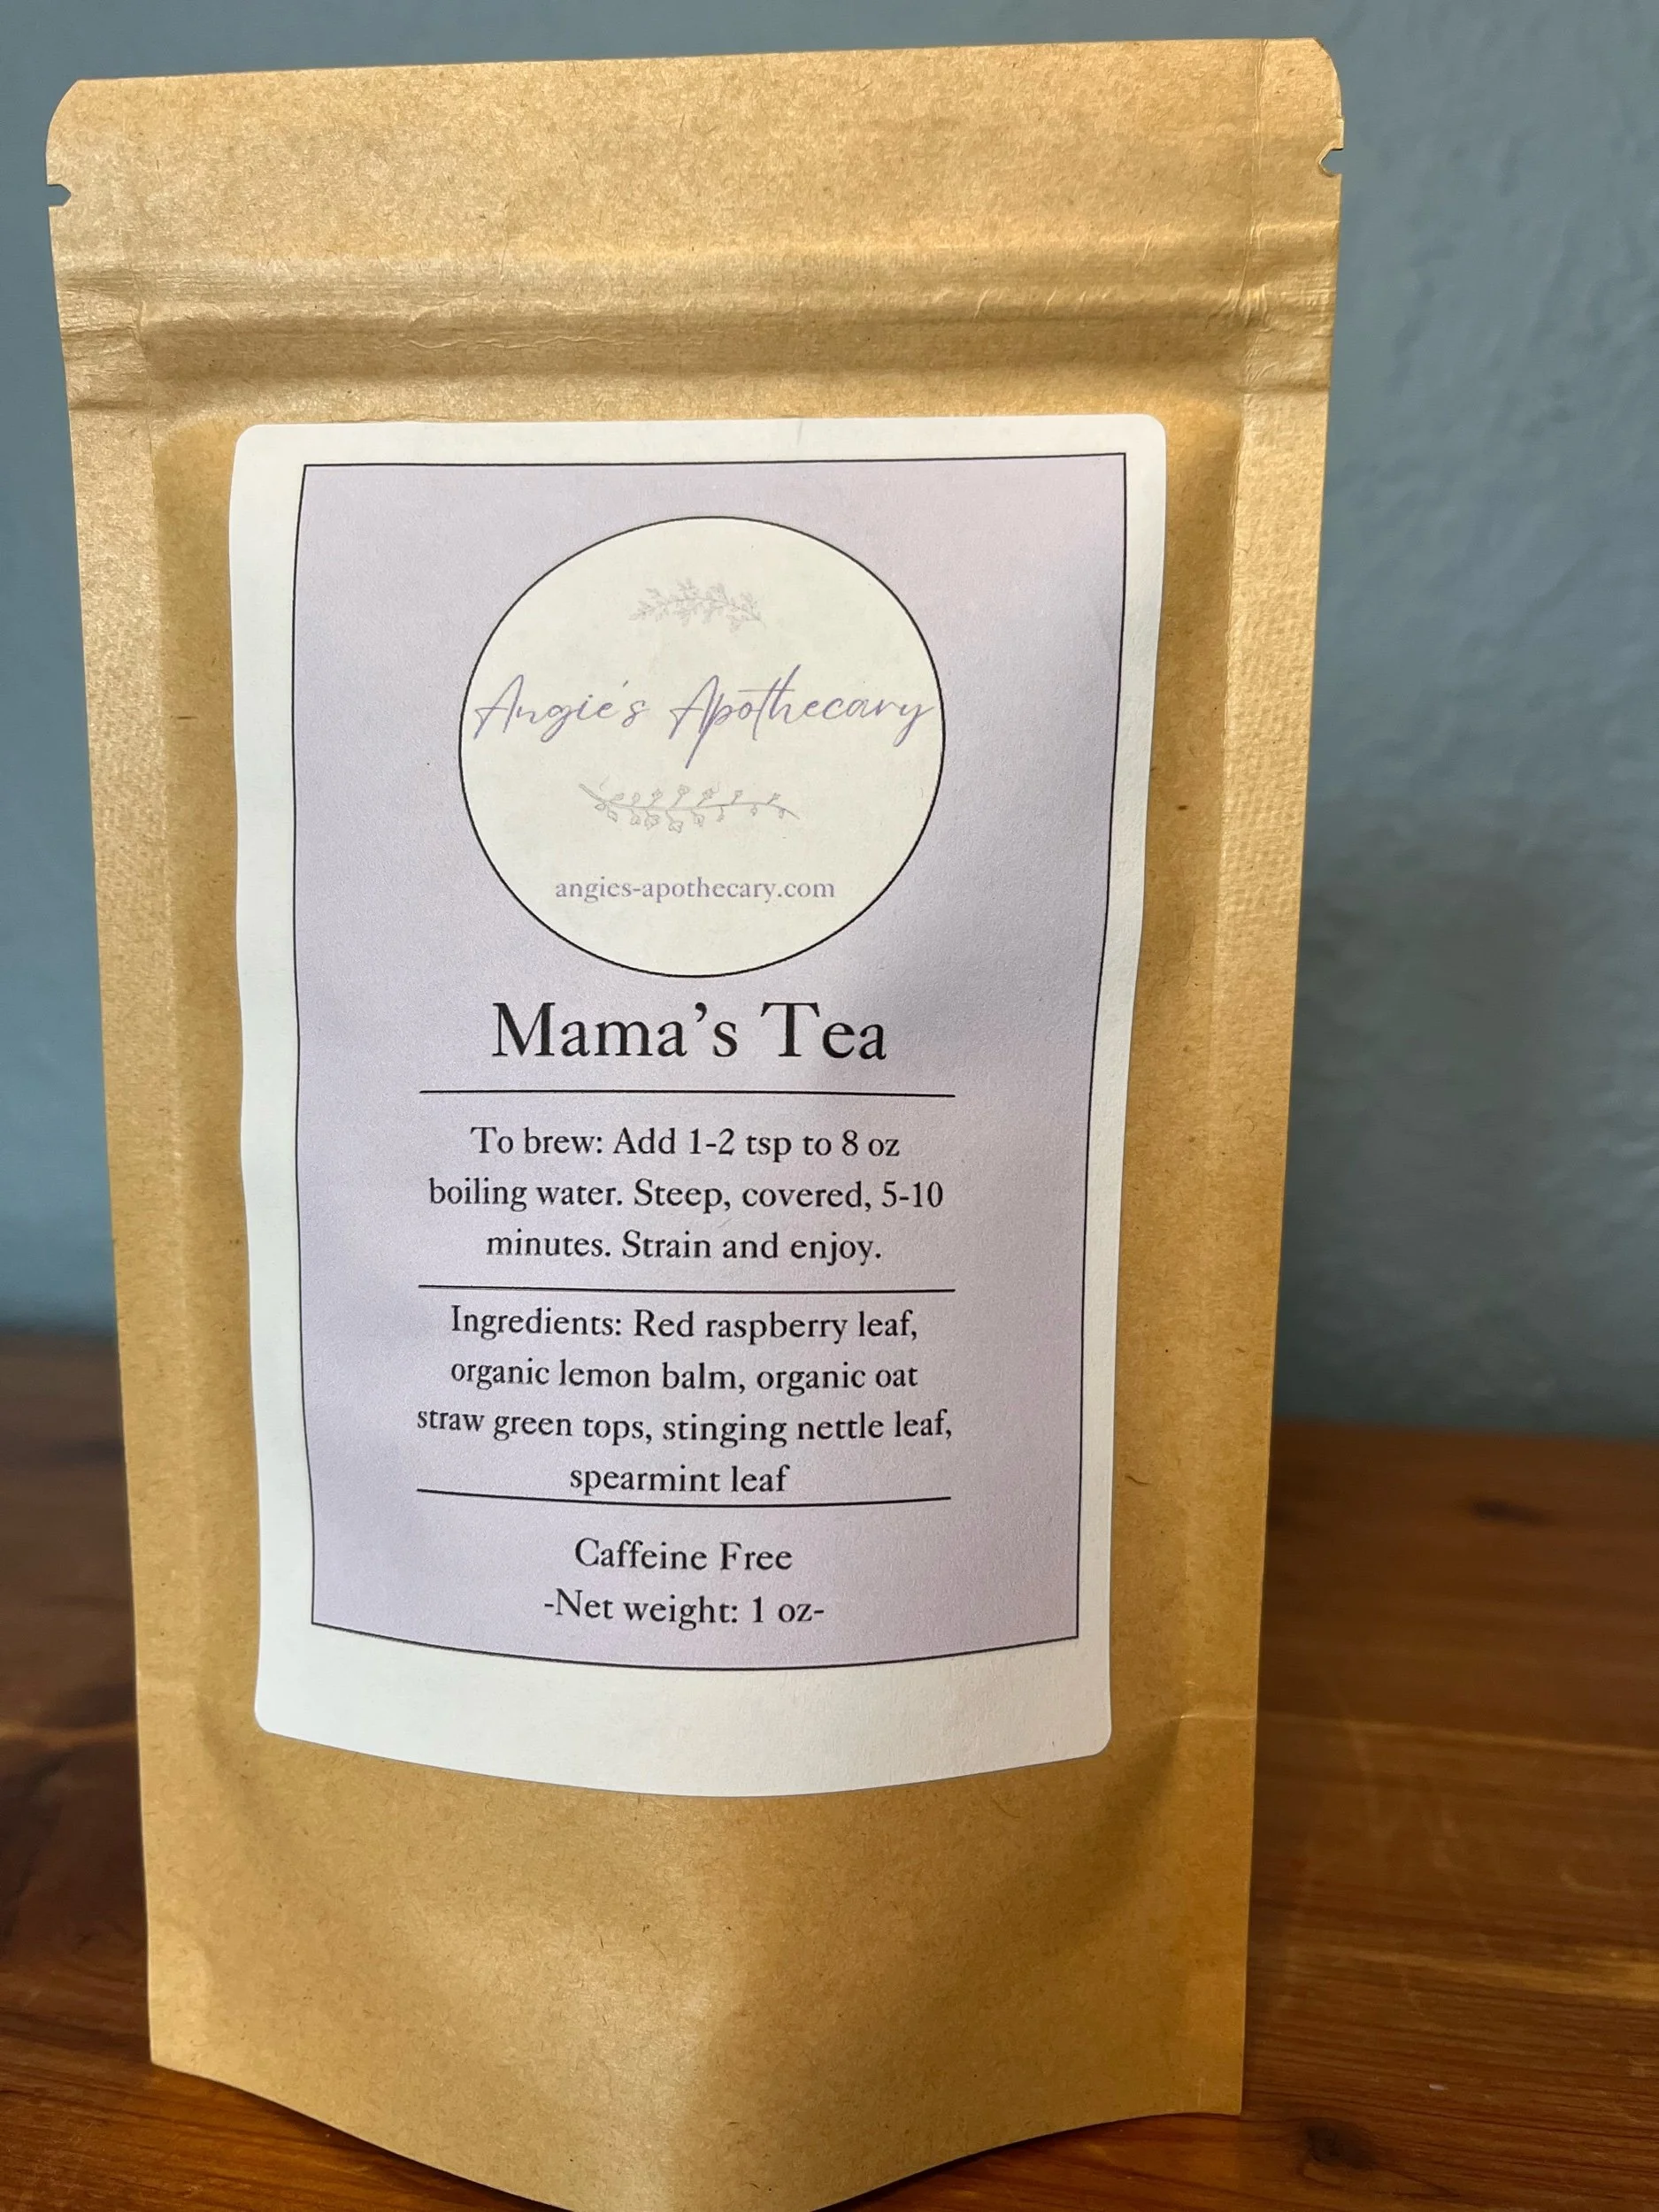 Angie's Apothecary
angies-apothecary.com
Mama's Tea
To brew: Add 1-2 tsp to 8 oz
boiling water. Steep, covered, 5-10
minutes. Strain and enjoy.
Ingredients: Red raspberry leaf,
organic lemon balm, organic oat
straw green tops, stinging nettle leaf,
spearmint leaf
Caffeine Free
-Net weight: 1 oz-